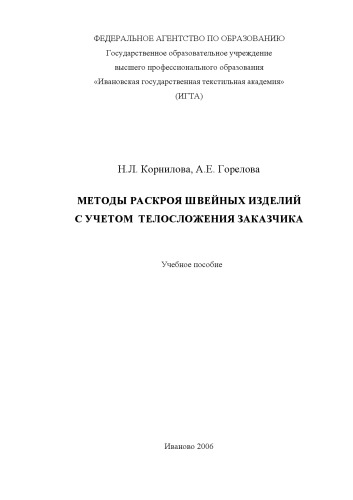 ФЕДЕРАЛЬНОЕ АГЕНТСТВО ПО ОБРАЗОВАНИЮ
Государственное образовательное учреждение
высшего профессионального образования
«Ивановская государственная текстильная академия»
(ИГТА)
Н.Л. Корнилова, А.Е. Горелова
МЕТОДЫ РАСКРОЯ ШВЕЙНЫХ ИЗДЕЛИЙ
С УЧЕТОМ ТЕЛОСЛОЖЕНИЯ ЗАКАЗЧИКА
Учебное пособие
Иваново 2006